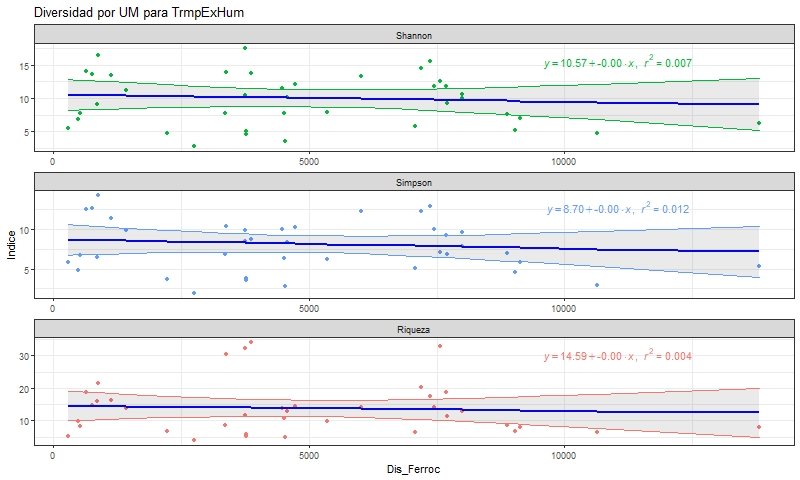 Diversidad por UM para TrmpExHum
Shannon
15
10
5
y = 10.57 + -0.00 · x, r² = 0.007
0 5000 10000
Simpson
10
5
y = 8.70 + -0.00 · x, r² = 0.012
0 5000 10000
Indice
Riqueza
30
20
10
y = 14.59 + -0.00 · x, r² = 0.004
0 5000 10000
Dis_Ferroc